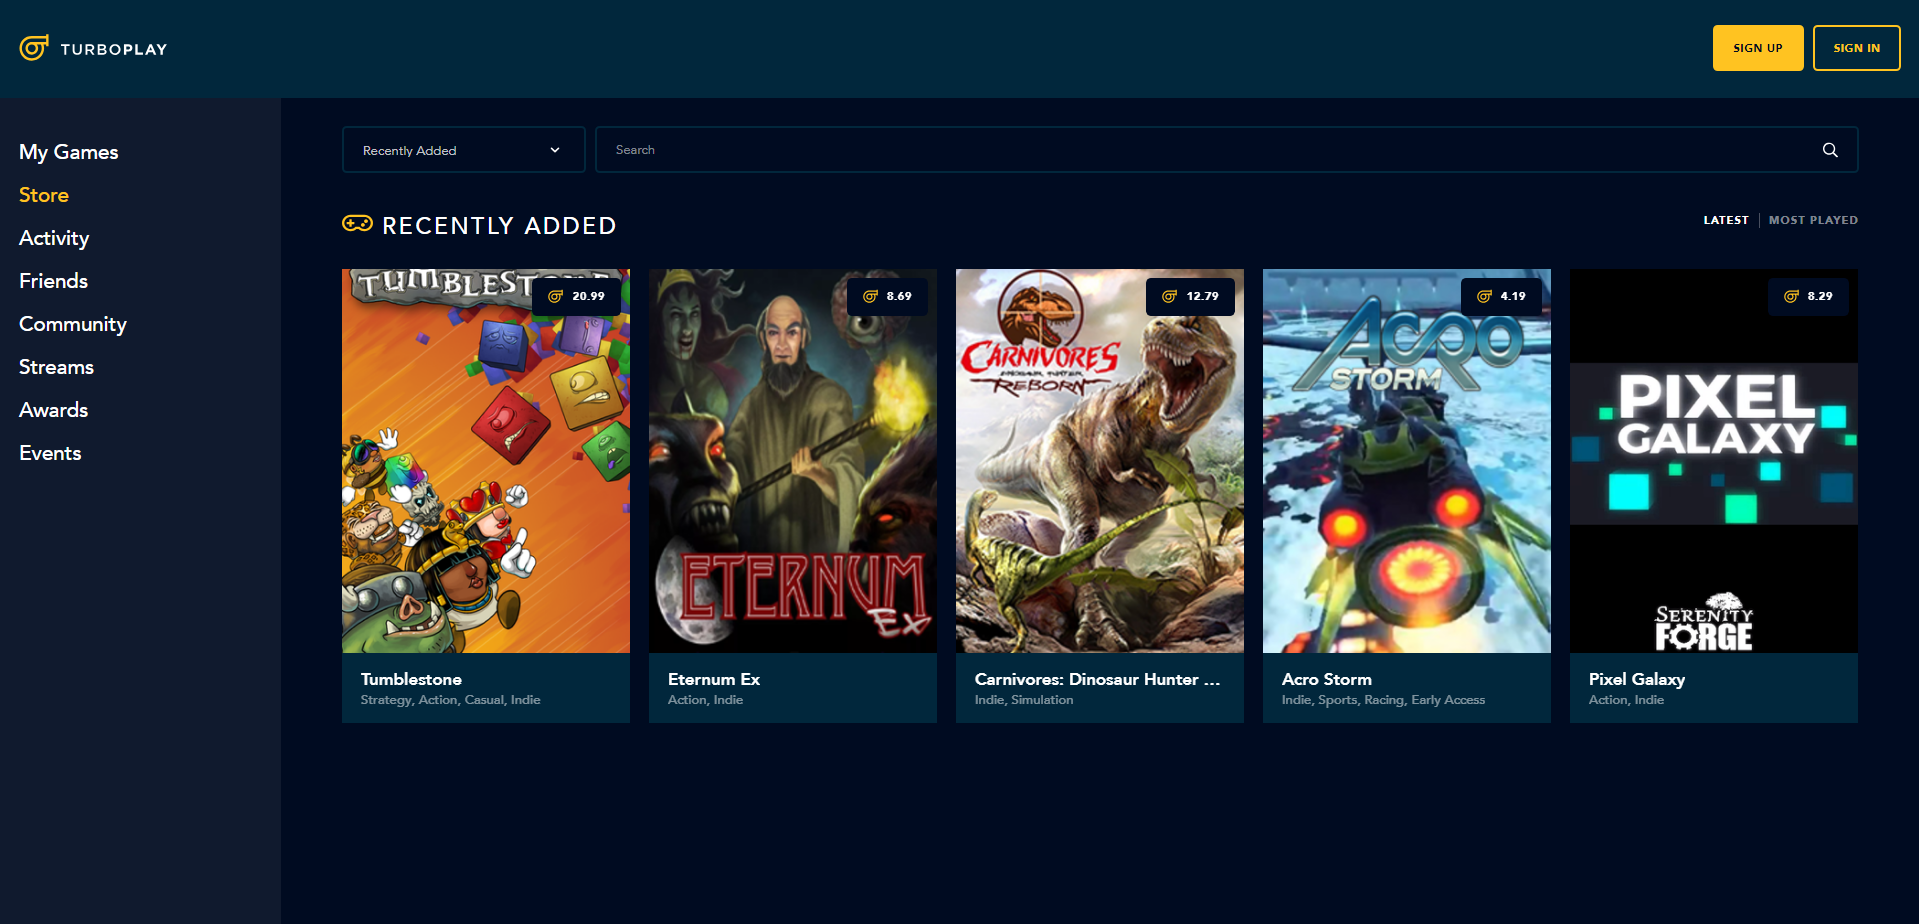 TURBOPLAY
SIGN UP
SIGN IN
My Games
Store
Activity
Friends
Community
Streams
Awards
Events
Recently Added
Search
RECENTLY ADDED
LATEST
MOST PLAYED
TUMBLESTONE
20.99
8.69
ETERNUM
Ex
12.79
CARNIVORES
DINOSAUR HUNTER
REBORN
4.19
ACRO
STORM
8.29
PIXEL
GALAXY
SERENITY
FORGE
Tumblestone
Strategy, Action, Casual, Indie
Eternum Ex
Action, Indie
Carnivores: Dinosaur Hunter ...
Indie, Simulation
Acro Storm
Indie, Sports, Racing, Early Access
Pixel Galaxy
Action, Indie